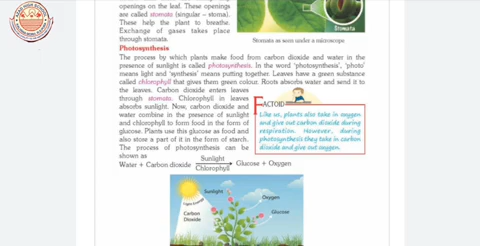 openings on the leaf. These openings
are called stomata (singular – stoma).
These help the plant to breathe.
Exchange of gases takes place
through stomata.
Stomata
Stomata as seen under a microscope
Photosynthesis
The process by which plants make food from carbon dioxide and water in the
presence of sunlight is called photosynthesis. In the word 'photosynthesis', 'photo'
means light and 'synthesis' means putting together. Leaves have a green substance
called chlorophyll that gives them green colour. Roots absorbs water and send it to
the leaves. Carbon dioxide enters leaves
through stomata. Chlorophyll in leaves
absorbs sunlight. Now, carbon dioxide and
water combine in the presence of sunlight
and chlorophyll to form food in the form of
glucose. Plants use this glucose as food and
also store a part of it in the form of starch.
The process of photosynthesis can be
shown as
FACTOID
Like us, plants also take in oxygen
and give out carbon dioxide during
respiration. However, during
photosynthesis they take in carbon
dioxide and give out oxygen.
Water + Carbon dioxide Sunlight Chlorophyll Glucose + Oxygen
Sunlight
Light Energy
Oxygen
Carbon
Dioxide
Glucose